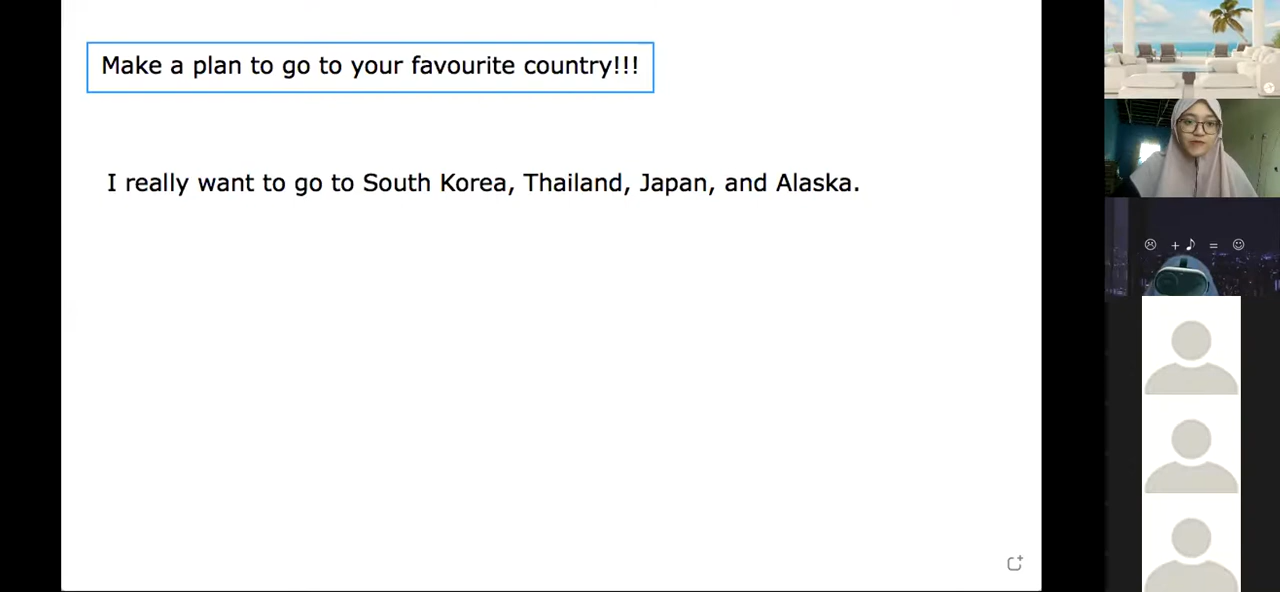 Make a plan to go to your favourite country!!!
I really want to go to South Korea, Thailand, Japan, and Alaska.
☹ + ♪ = ☺